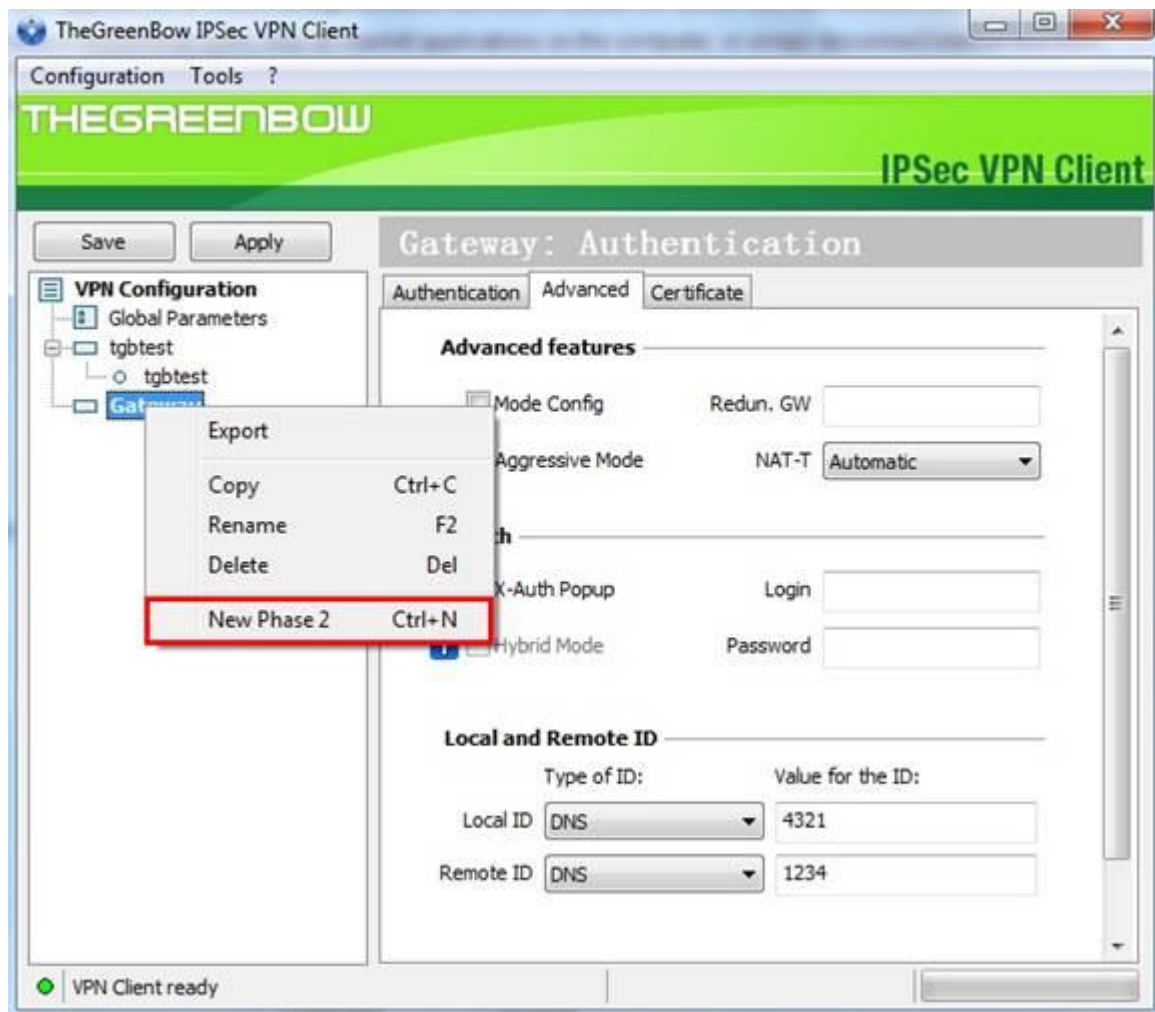 TheGreenBow IPSec VPN Client
Configuration Tools ?
THEGREENBOW
IPSec VPN Client
Save Apply
Gateway: Authentication
VPN Configuration
Global Parameters
tgbtest
tgbtest
Authentication Advanced Certificate
Advanced features
Mode Config Redun. GW
Aggressive Mode NAT-T Automatic
X-Auth Popup Login
Hybrid Mode Password
Local and Remote ID
Type of ID: Value for the ID:
Local ID DNS 4321
Remote ID DNS 1234
Export
Copy Ctrl+C
Rename F2
Delete Del
New Phase 2 Ctrl+N
VPN Client ready